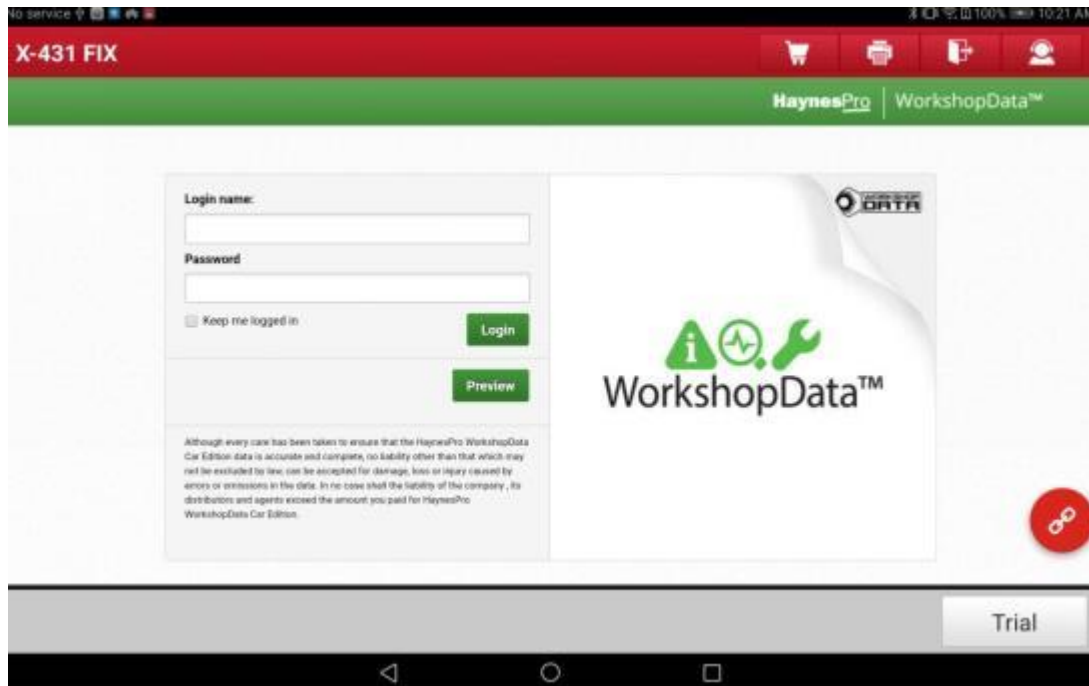 No service 100% 10:21 AM
X-431 FIX
HaynesPro WorkshopData™
Login name:
WORKSHOP
DATA
Password
Keep me logged in
Login
Preview
WorkshopData™
Although every care has been taken to ensure that the HaynesPro WorkshopData
Car Edition data is accurate and complete, no liability other than that which may
not be excluded by law, can be accepted for damage, loss or injury caused by
errors or omissions in the data. In no case shall the liability of the company , its
distributors and agents exceed the amount you paid for HaynesPro
WorkshopData Car Edition.
Trial